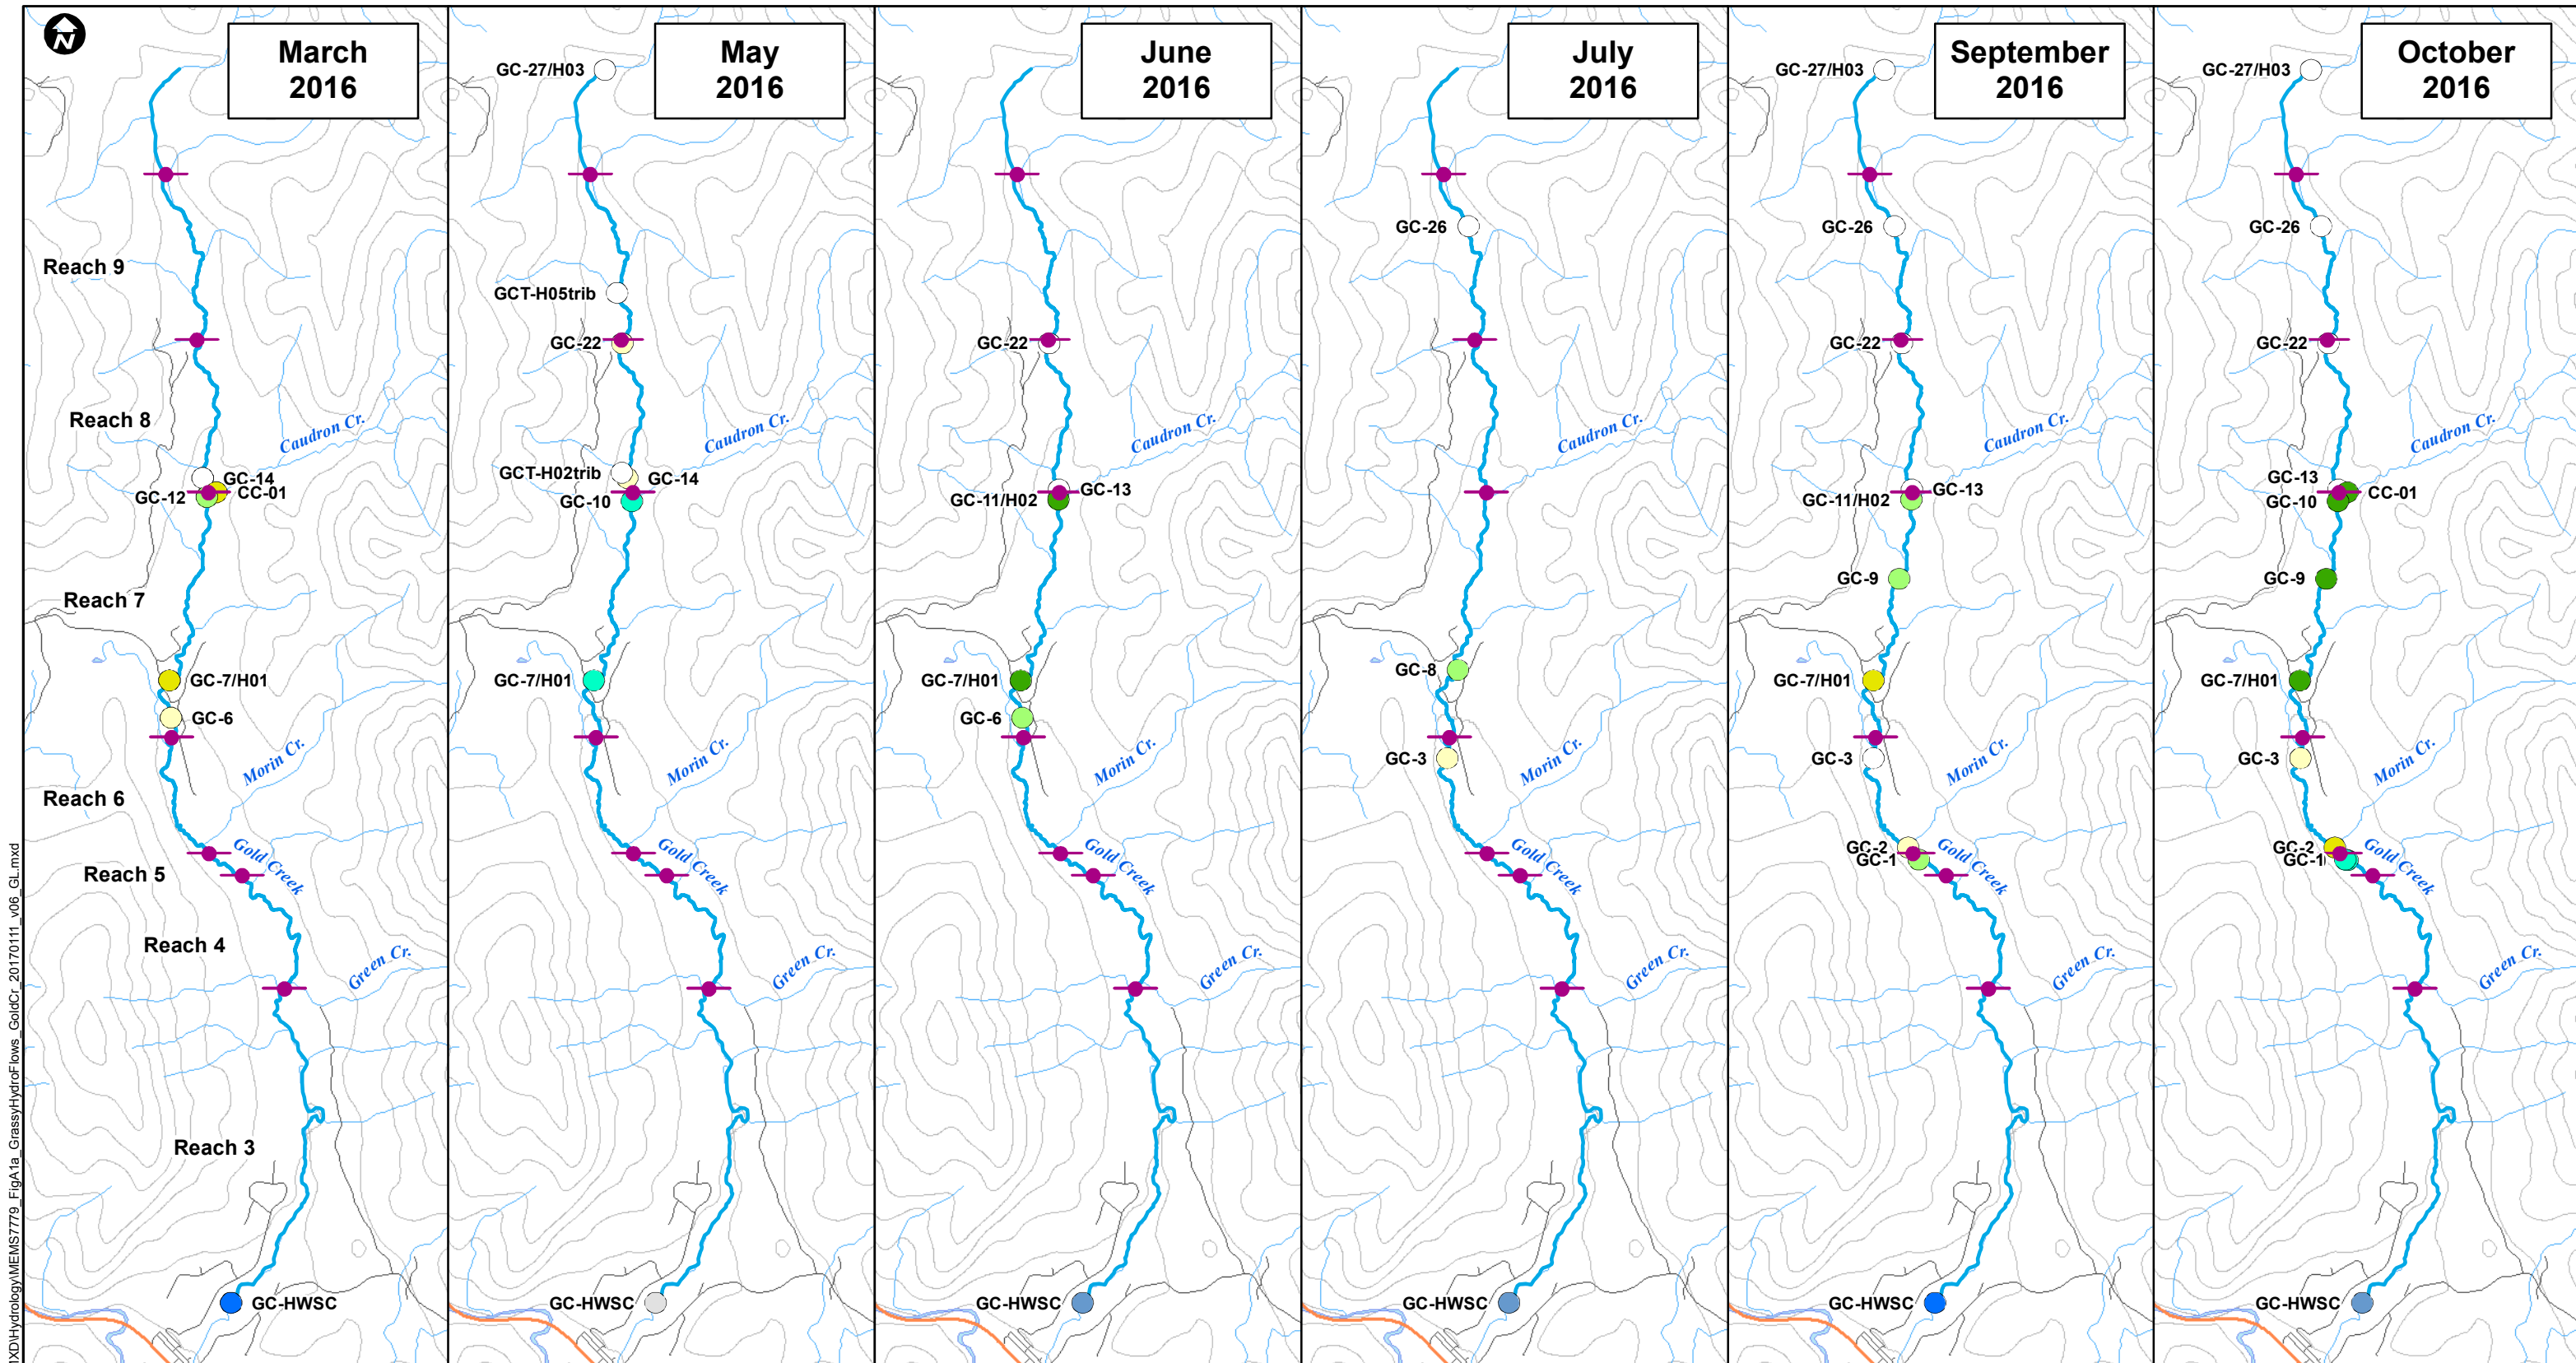 N
March
2016
Reach 9
Reach 8
Caudron Cr.
GC-14
GC-12
CC-01
Reach 7
GC-7/H01
GC-6
Morin Cr.
Reach 6
Gold Creek
Reach 5
Reach 4
Green Cr.
Reach 3
GC-HWSC
May
2016
GC-27/H03
GCT-H05trib
GC-22
Caudron Cr.
GCT-H02trib
GC-14
GC-10
GC-7/H01
Morin Cr.
Gold Creek
Green Cr.
GC-HWSC
June
2016
GC-22
Caudron Cr.
GC-13
GC-11/H02
GC-7/H01
GC-6
Morin Cr.
Gold Creek
Green Cr.
GC-HWSC
July
2016
GC-26
Caudron Cr.
GC-8
GC-3
Morin Cr.
Gold Creek
Green Cr.
GC-HWSC
September
2016
GC-27/H03
GC-26
GC-22
Caudron Cr.
GC-13
GC-11/H02
GC-9
GC-7/H01
GC-3
Morin Cr.
GC-2
GC-1
Gold Creek
Green Cr.
GC-HWSC
October
2016
GC-27/H03
GC-26
GC-22
Caudron Cr.
GC-13
CC-01
GC-10
GC-9
GC-7/H01
GC-3
Morin Cr.
GC-2
GC-1
Gold Creek
Green Cr.
GC-HWSC
IXD\Hydrology\MEMS7779_FigA1a_GrassyHydroFlows_GoldCr_20170111_v06_GL.mxd